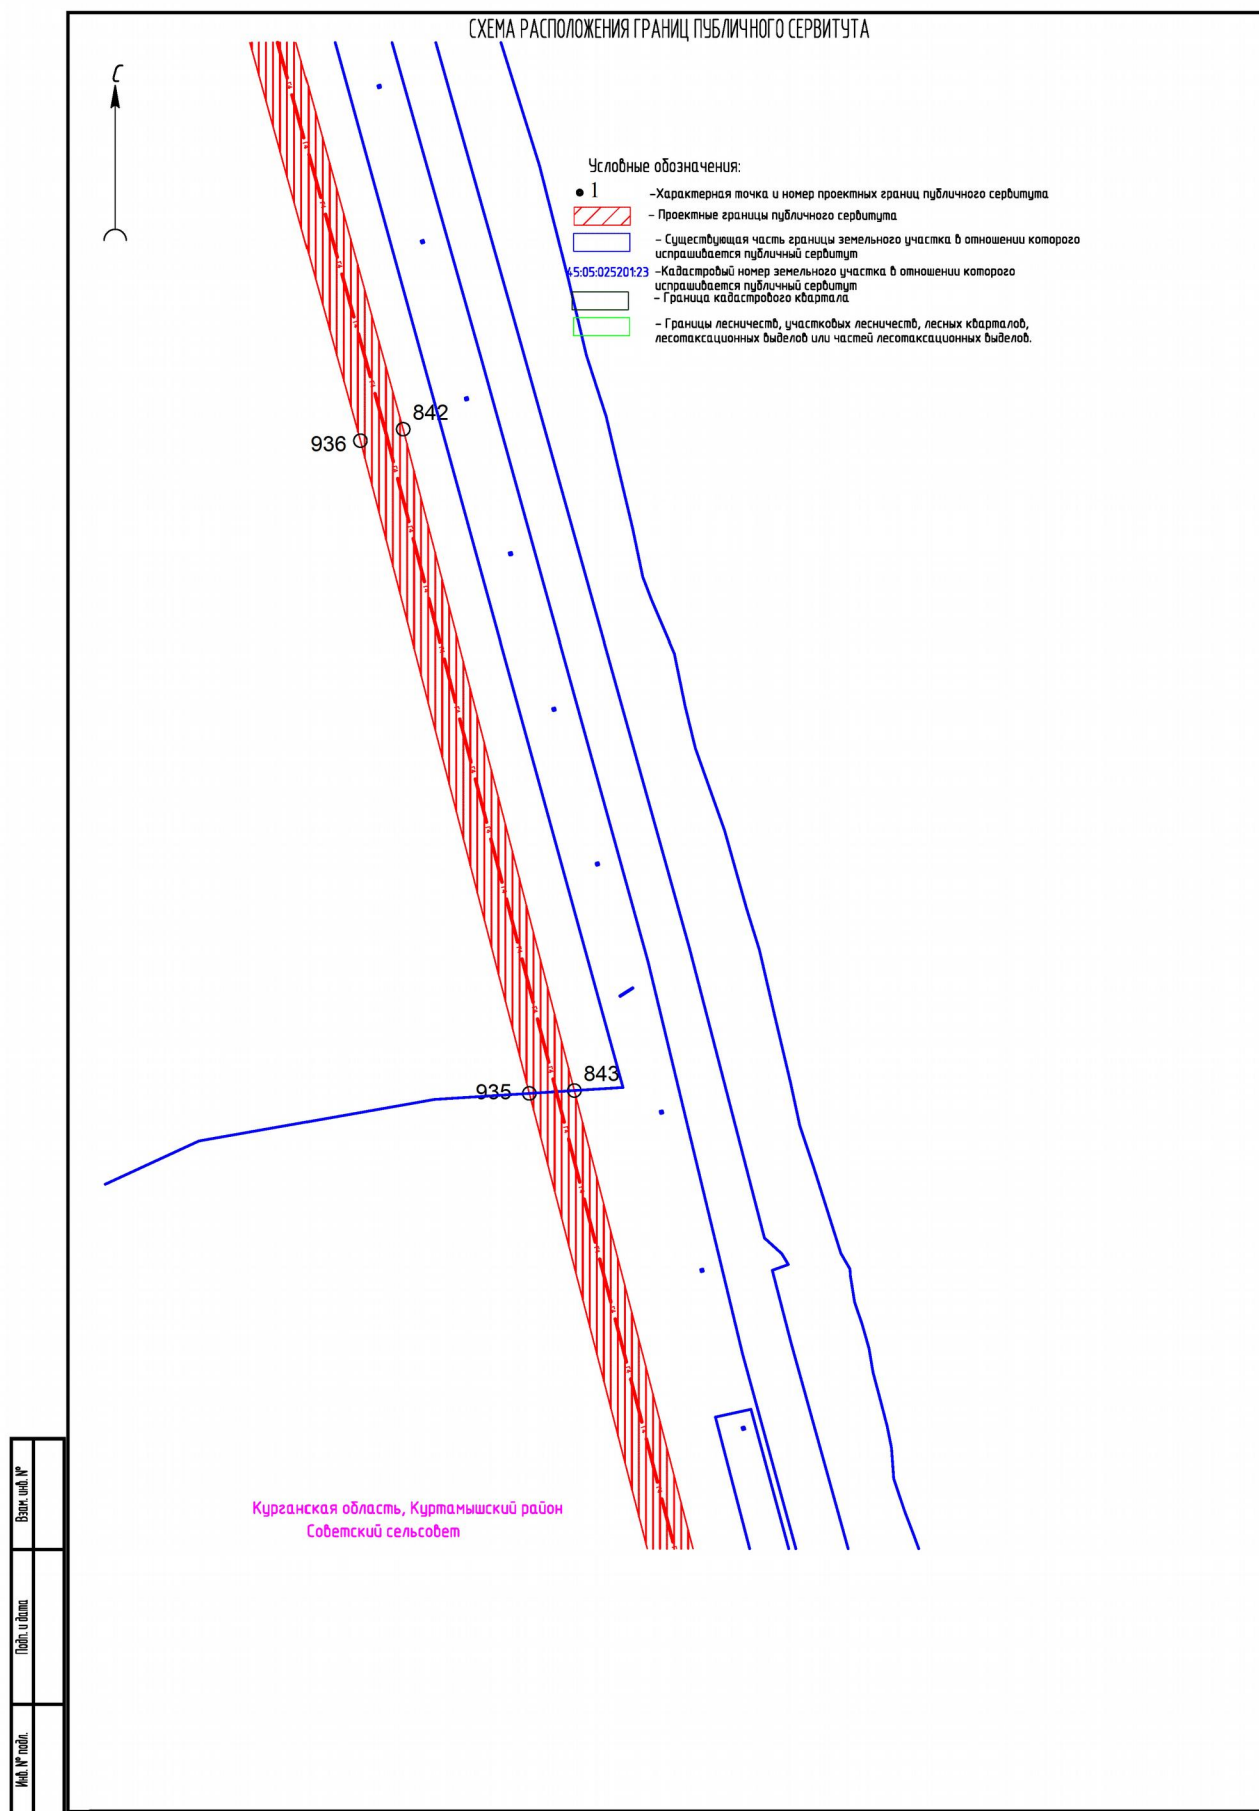 СХЕМА РАСПОЛОЖЕНИЯ ГРАНИЦ ПУБЛИЧНОГО СЕРВИТУТА
С
Условные обозначения:
1 -Характерная точка и номер проектных границ публичного сервитута
- Проектные границы публичного сервитута
- Существующая часть границы земельного участка в отношении которого
испрашивается публичный сервитут
45:05:025201:23 -Кадастровый номер земельного участка в отношении которого
испрашивается публичный сервитут
- Граница кадастрового квартала
- Границы лесничеств, участковых лесничеств, лесных кварталов,
лесотаксационных выделов или частей лесотаксационных выделов.
842
936
843
935
Курганская область, Куртамышский район
Советский сельсовет
Взам. инв. №
Подп. и дата
Инв. № подл.